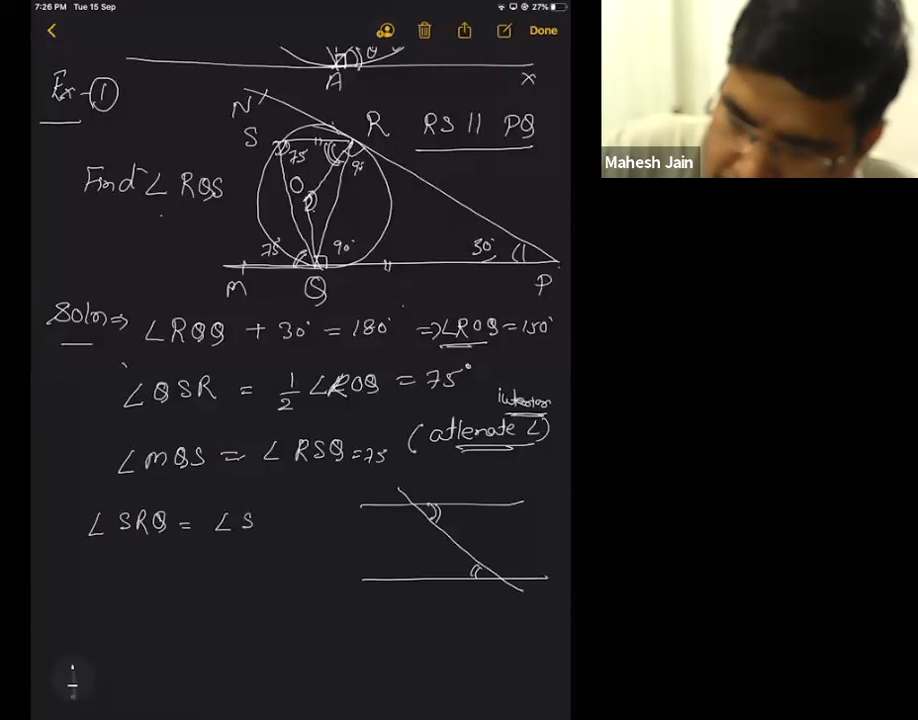 7:26 PM Tue 15 Sep
27%
Done
A
x
Ex-①
N
S
R
RS || PQ
75
90
Find ∠ RQS
O
75°
90°
30°
M
Q
P
Soln ⇒ ∠ROQ + 30° = 180° ⇒ ∠ROQ = 150°
∠QSR = 1/2 ∠ROQ = 75°
interior
∠MQS = ∠RSQ = 75 (atlenate ∠)
∠SRQ = ∠S
Mahesh Jain